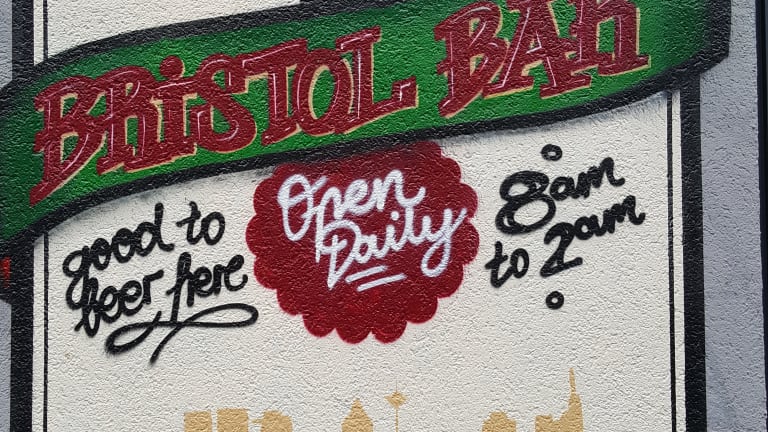 BRiSTOL BAR
good to
beer here
Open
Daily
8am
to 2am